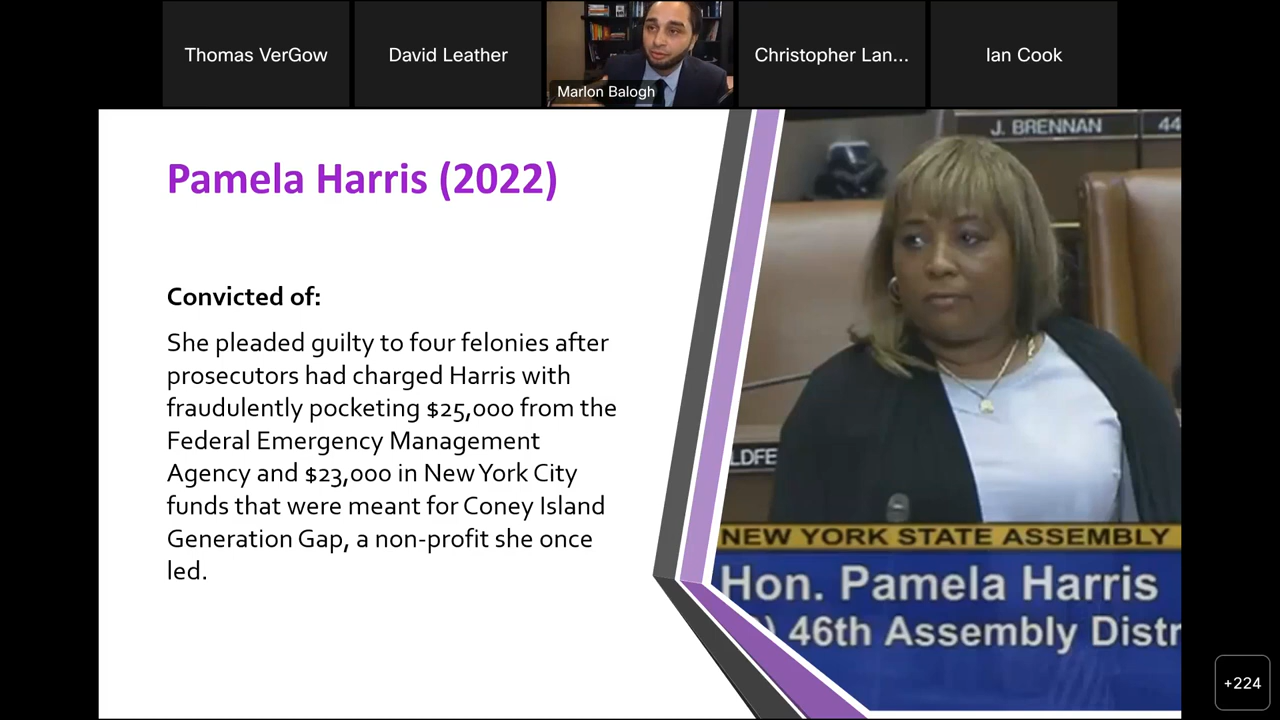 Thomas VerGow
David Leather
Marlon Balogh
Christopher Lan...
Ian Cook
Pamela Harris (2022)
Convicted of:
She pleaded guilty to four felonies after
prosecutors had charged Harris with
fraudulently pocketing $25,000 from the
Federal Emergency Management
Agency and $23,000 in New York City
funds that were meant for Coney Island
Generation Gap, a non-profit she once
led.
J. BRENNAN
44
LDFE
NEW YORK STATE ASSEMBLY
Hon. Pamela Harris
) 46th Assembly Distr
+224